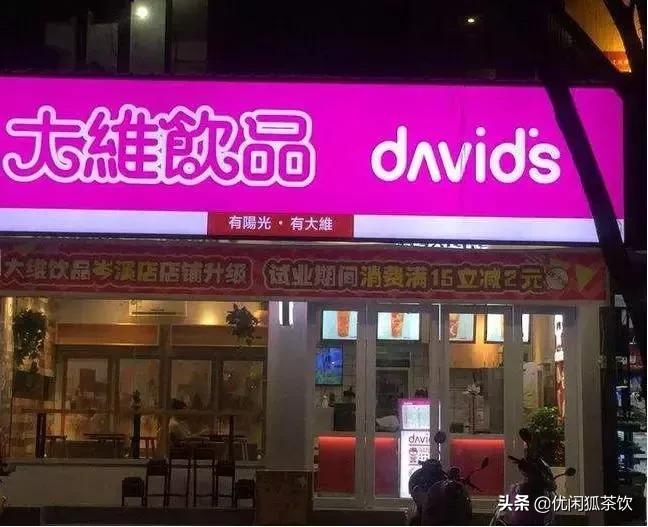 大維飲品 david's
有陽光·有大維
大维饮品岑溪店店铺升级 试业期间消费满15立减2元
davids
头条 @优闲狐茶饮